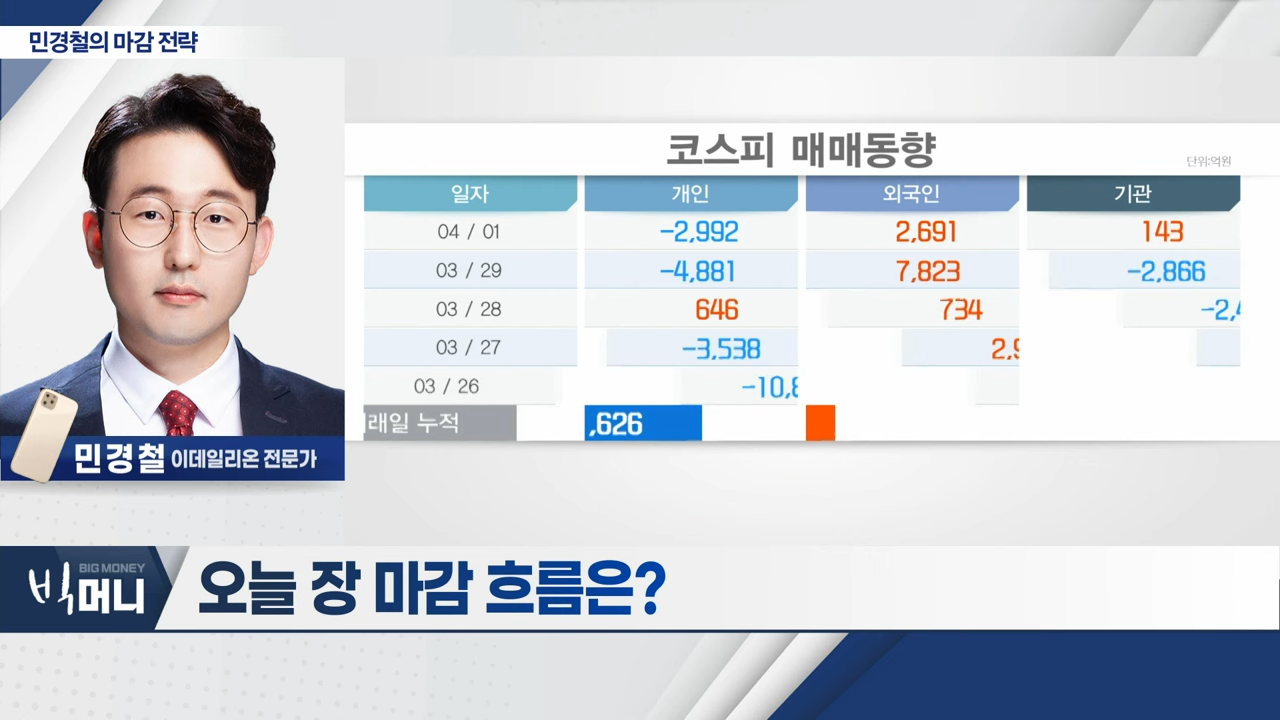 민경철의 마감 전략
코스피 매매동향
단위:억원
일자 개인 외국인 기관
04 / 01 -2,992 2,691 143
03 / 29 -4,881 7,823 -2,866
03 / 28 646 734
03 / 27 -3,538
03 / 26
래일 누적 ,626
민경철 이데일리온 전문가
BIG MONEY
빅머니
오늘 장 마감 흐름은?